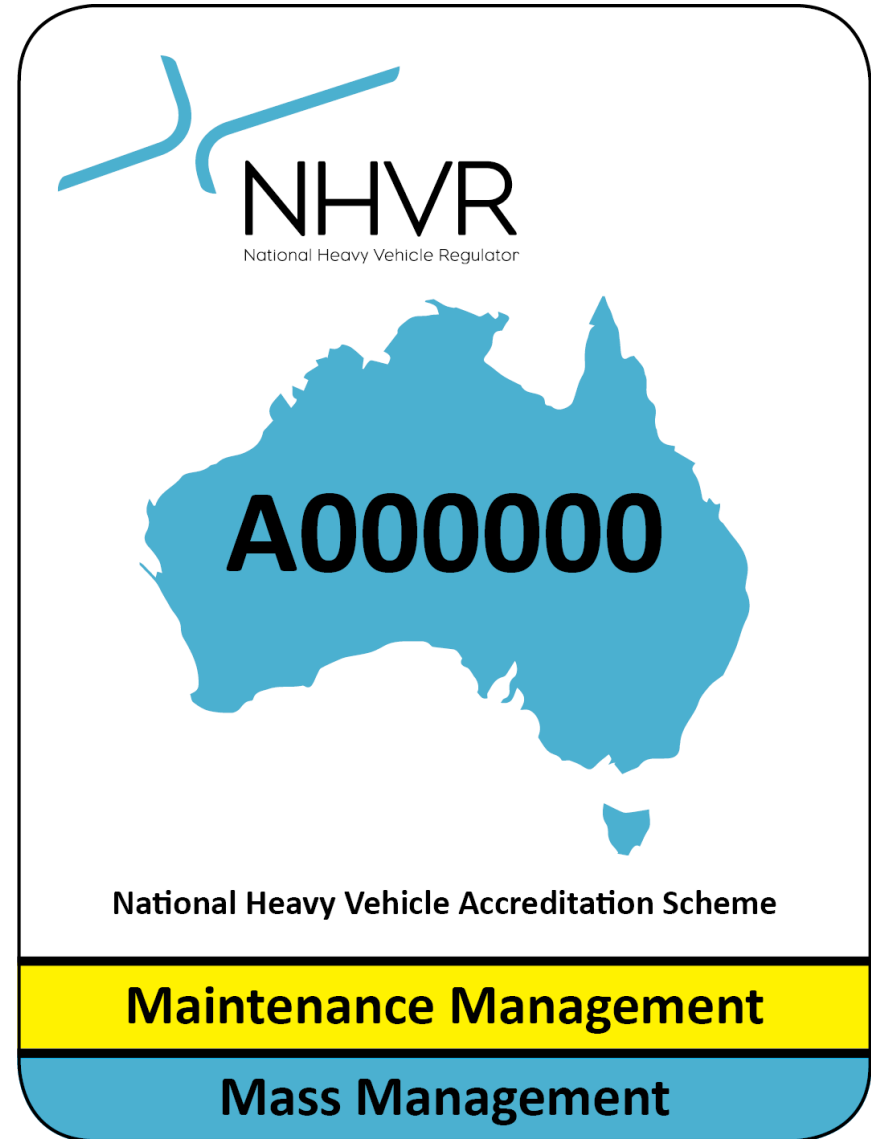 NHVR
National Heavy Vehicle Regulator
A000000
National Heavy Vehicle Accreditation Scheme
Maintenance Management
Mass Management